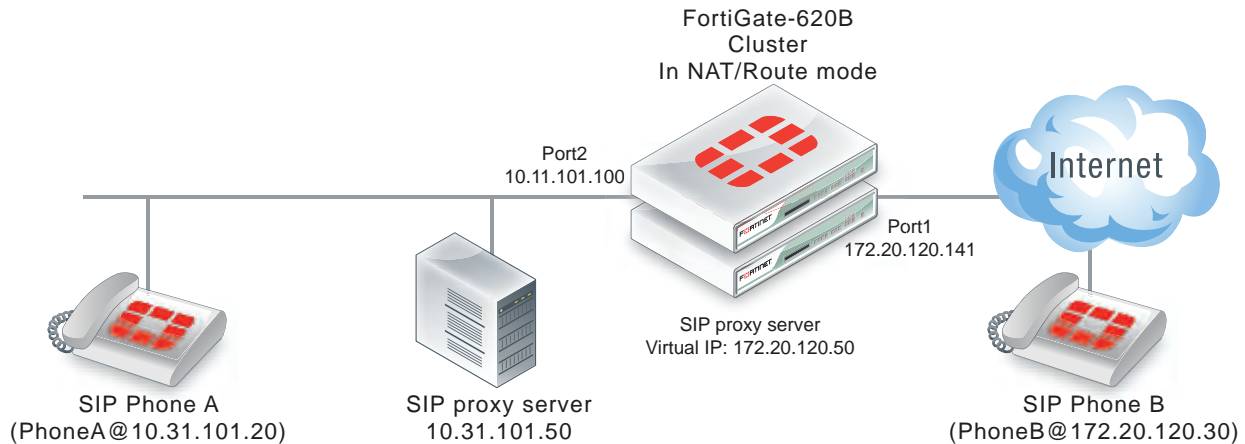 FortiGate-620B
Cluster
In NAT/Route mode
Port2
10.11.101.100
Internet
FORTINET
FORTINET
Port1
172.20.120.141
SIP proxy server
Virtual IP: 172.20.120.50
SIP Phone A
(PhoneA@10.31.101.20)
SIP proxy server
10.31.101.50
SIP Phone B
(PhoneB@172.20.120.30)